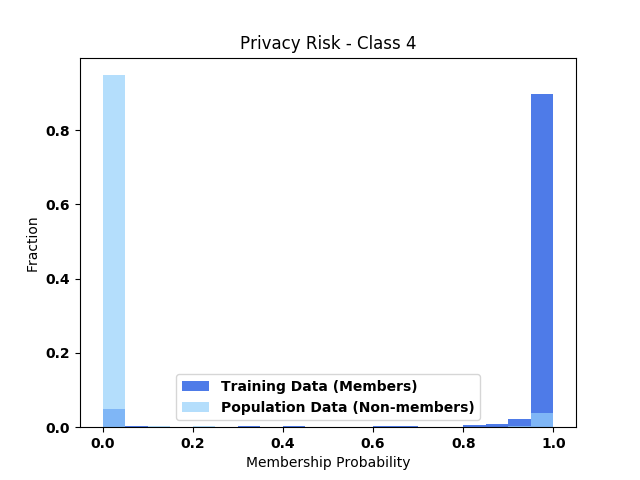 Privacy Risk - Class 4
Fraction
0.8
0.6
0.4
0.2
0.0
Training Data (Members)
Population Data (Non-members)
0.0 0.2 0.4 0.6 0.8 1.0
Membership Probability